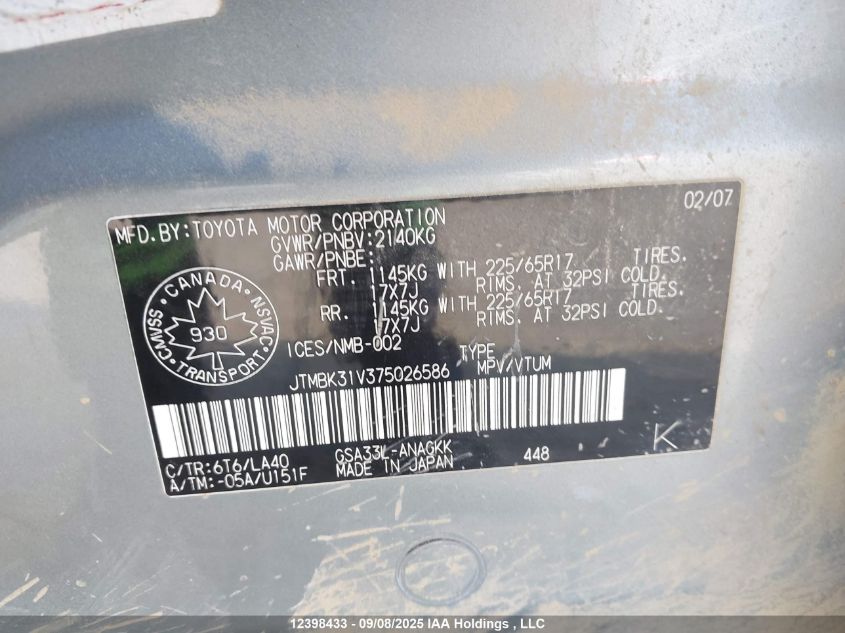 02/07
MFD.BY:TOYOTA MOTOR CORPORATION
GVWR/PNBV:2140KG
GAWR/PNBE:
FRT. 1145KG WITH 225/65R17 TIRES.
17X7J RIMS. AT 32PSI COLD.
RR. 1145KG WITH 225/65R17 TIRES.
17X7J RIMS. AT 32PSI COLD.
ICES/NMB-002
TYPE
MPV/VTUM
CANADA
CMVSS
NSVAC
930
TRANSPORT
JTMBK31V375026586
C/TR:6T6/LA40
A/TM:-05A/U151F
GSA33L-ANAGKK
MADE IN JAPAN
448
K
12398433 - 09/08/2025 IAA Holdings , LLC